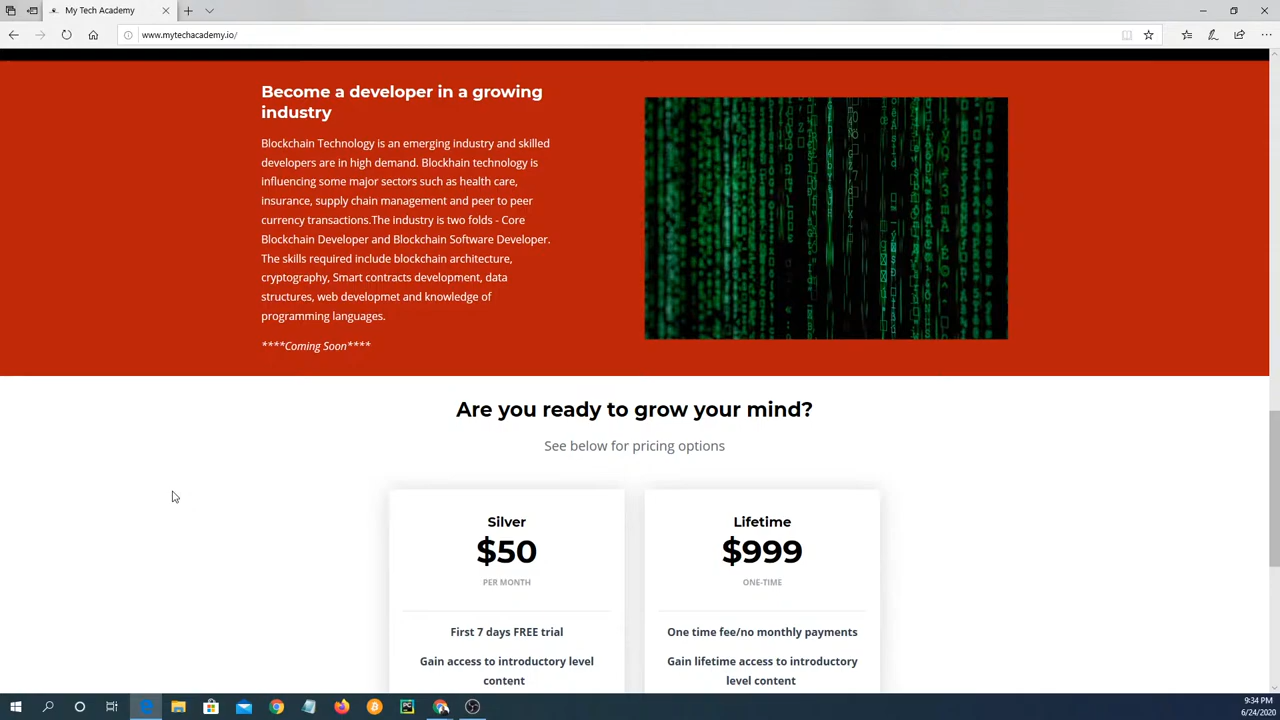 My Tech Academy
www.mytechacademy.io/
Become a developer in a growing
industry
Blockchain Technology is an emerging industry and skilled
developers are in high demand. Blockhain technology is
influencing some major sectors such as health care,
insurance, supply chain management and peer to peer
currency transactions.The industry is two folds - Core
Blockchain Developer and Blockchain Software Developer.
The skills required include blockchain architecture,
cryptography, Smart contracts development, data
structures, web developmet and knowledge of
programming languages.
****Coming Soon****
Are you ready to grow your mind?
See below for pricing options
Silver
$50
PER MONTH
First 7 days FREE trial
Gain access to introductory level
content
Lifetime
$999
ONE-TIME
One time fee/no monthly payments
Gain lifetime access to introductory
level content
9:34 PM
6/24/2020